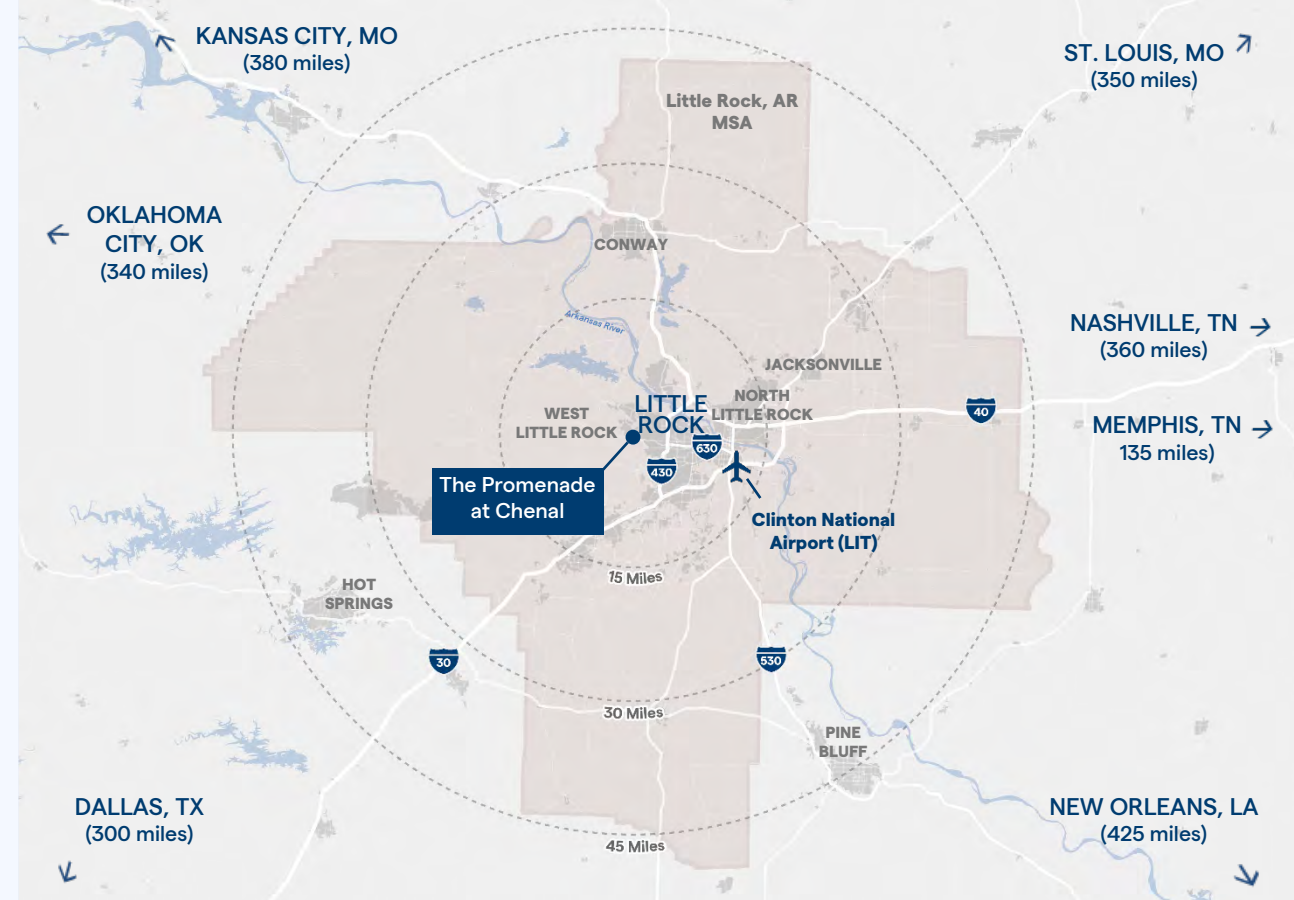 KANSAS CITY, MO
(380 miles)
ST. LOUIS, MO
(350 miles)
Little Rock, AR
MSA
OKLAHOMA
CITY, OK
(340 miles)
CONWAY
Arkansas River
NASHVILLE, TN
(360 miles)
JACKSONVILLE
NORTH
LITTLE ROCK
LITTLE
ROCK
WEST
LITTLE ROCK
40
MEMPHIS, TN
135 miles)
630
430
The Promenade
at Chenal
Clinton National
Airport (LIT)
15 Miles
HOT
SPRINGS
30
530
30 Miles
PINE
BLUFF
DALLAS, TX
(300 miles)
NEW ORLEANS, LA
(425 miles)
45 Miles